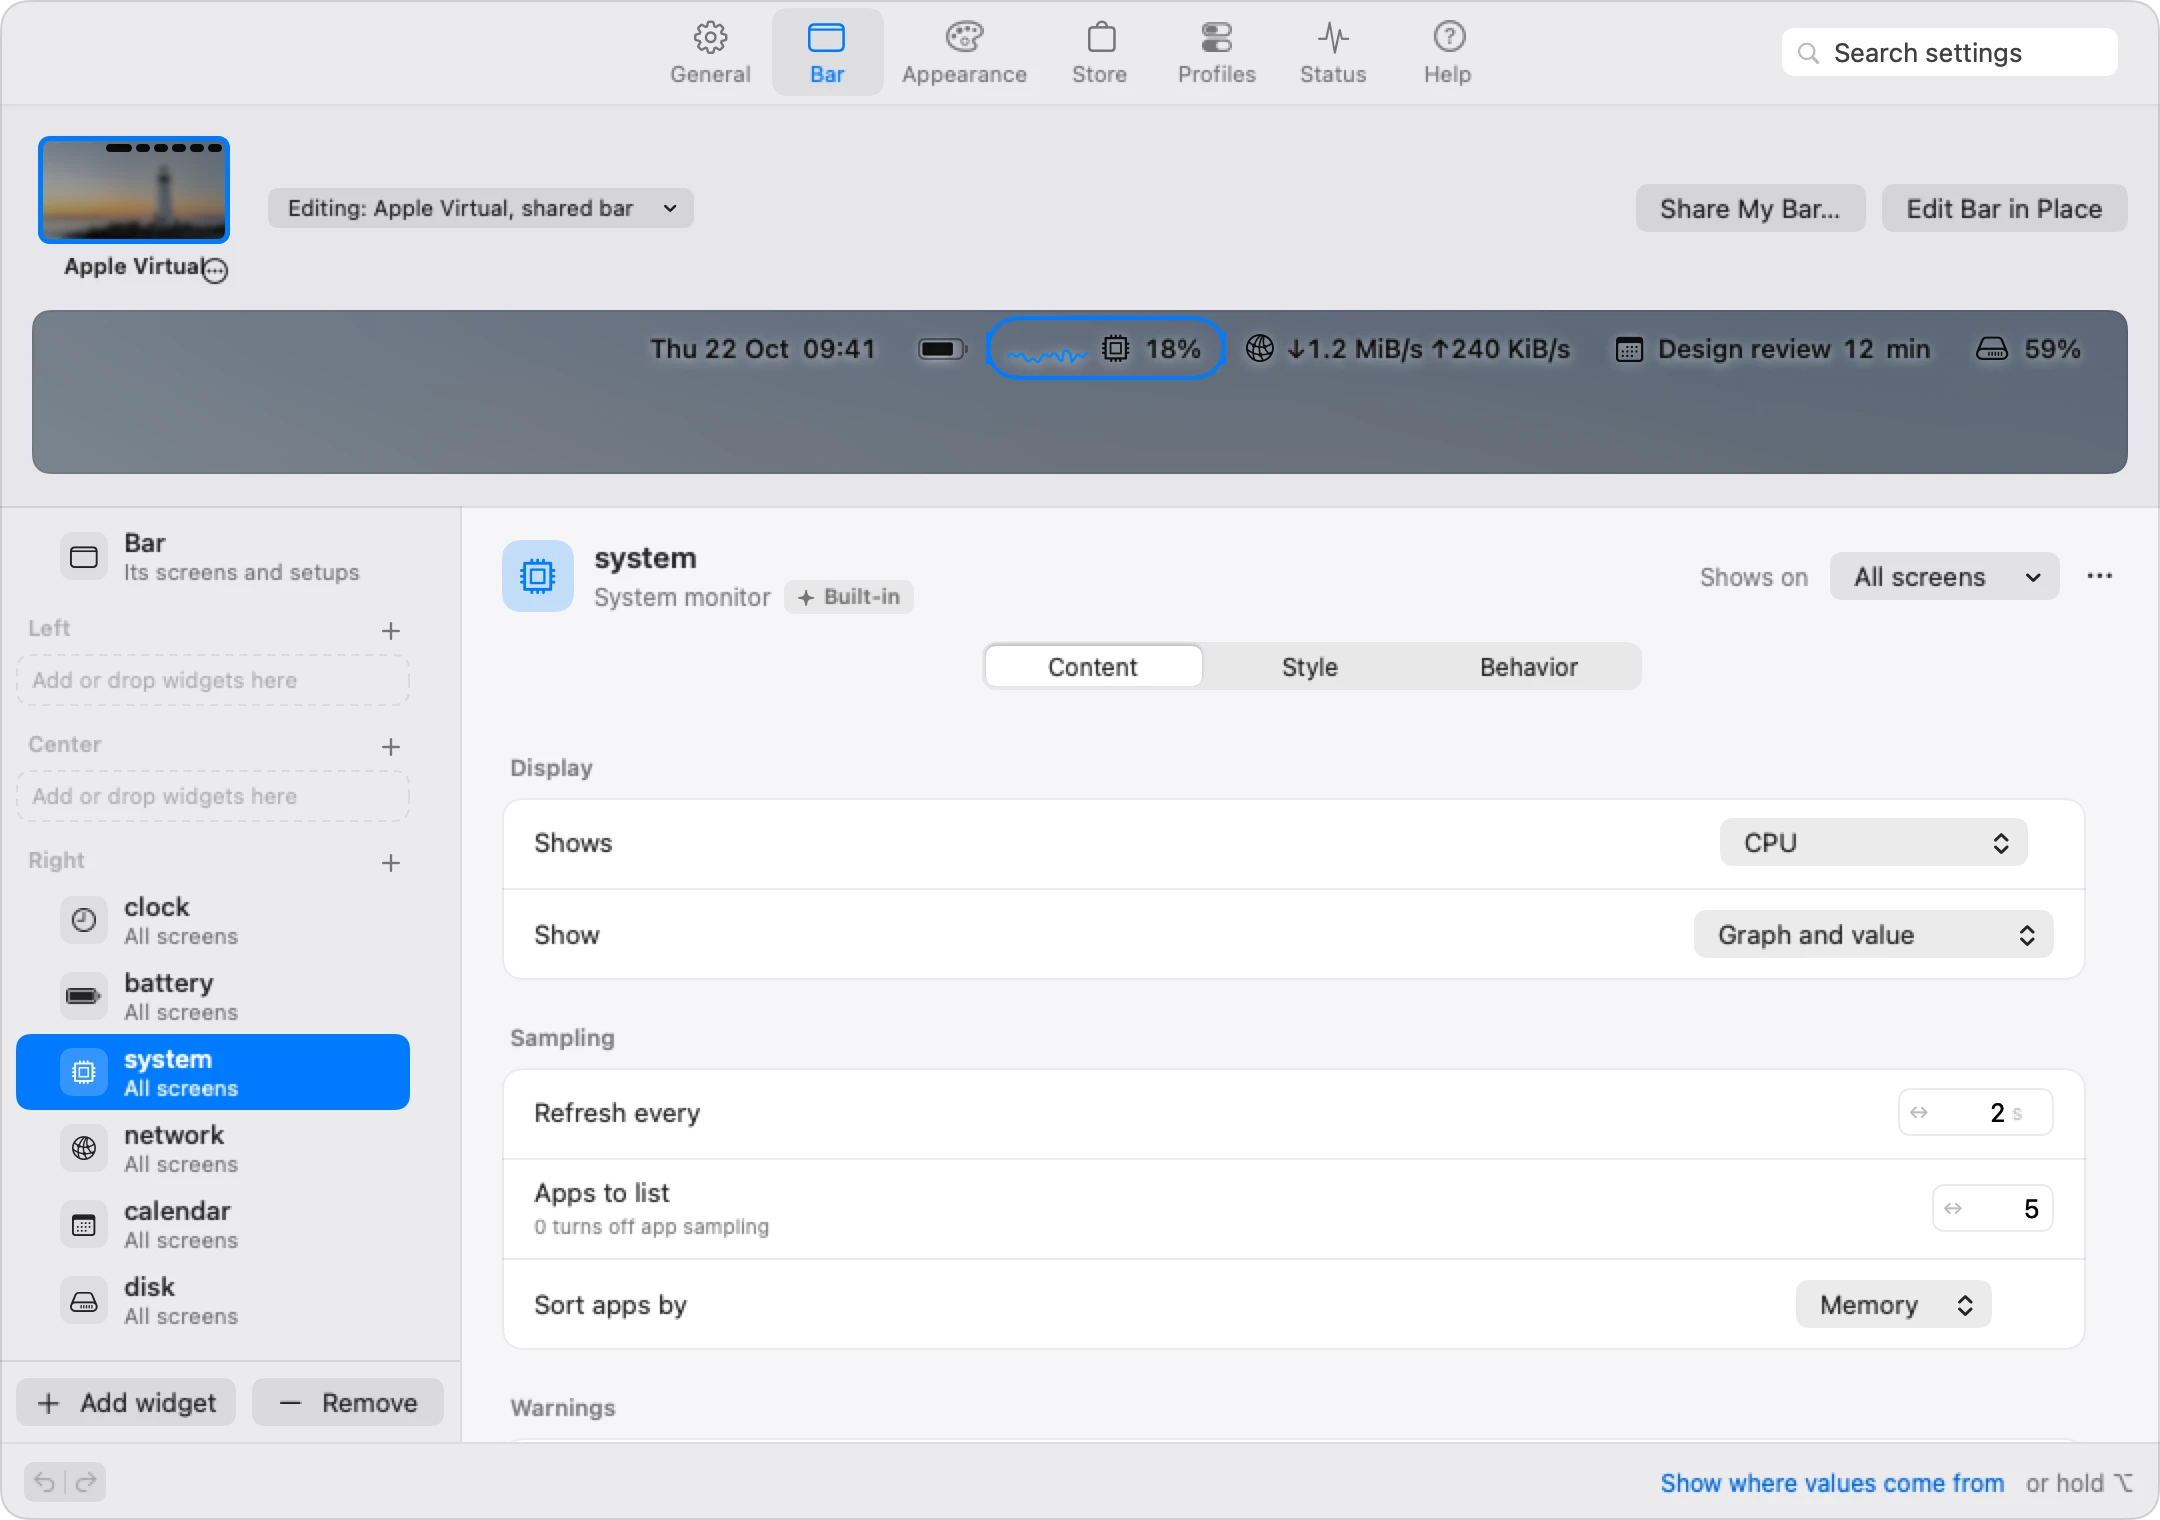 General
Bar
Appearance
Store
Profiles
Status
Help
Search settings
Editing: Apple Virtual, shared bar
Share My Bar...
Edit Bar in Place
Apple Virtual
Thu 22 Oct 09:41
18%
↓1.2 MiB/s ↑240 KiB/s
Design review 12 min
59%
Bar
Its screens and setups
Left
Add or drop widgets here
Center
Add or drop widgets here
Right
clock
All screens
battery
All screens
system
All screens
network
All screens
calendar
All screens
disk
All screens
Add widget
Remove
system
System monitor
Built-in
Shows on
All screens
Content
Style
Behavior
Display
Shows
CPU
Show
Graph and value
Sampling
Refresh every
2 s
Apps to list
0 turns off app sampling
5
Sort apps by
Memory
Warnings
Show where values come from or hold ⌥